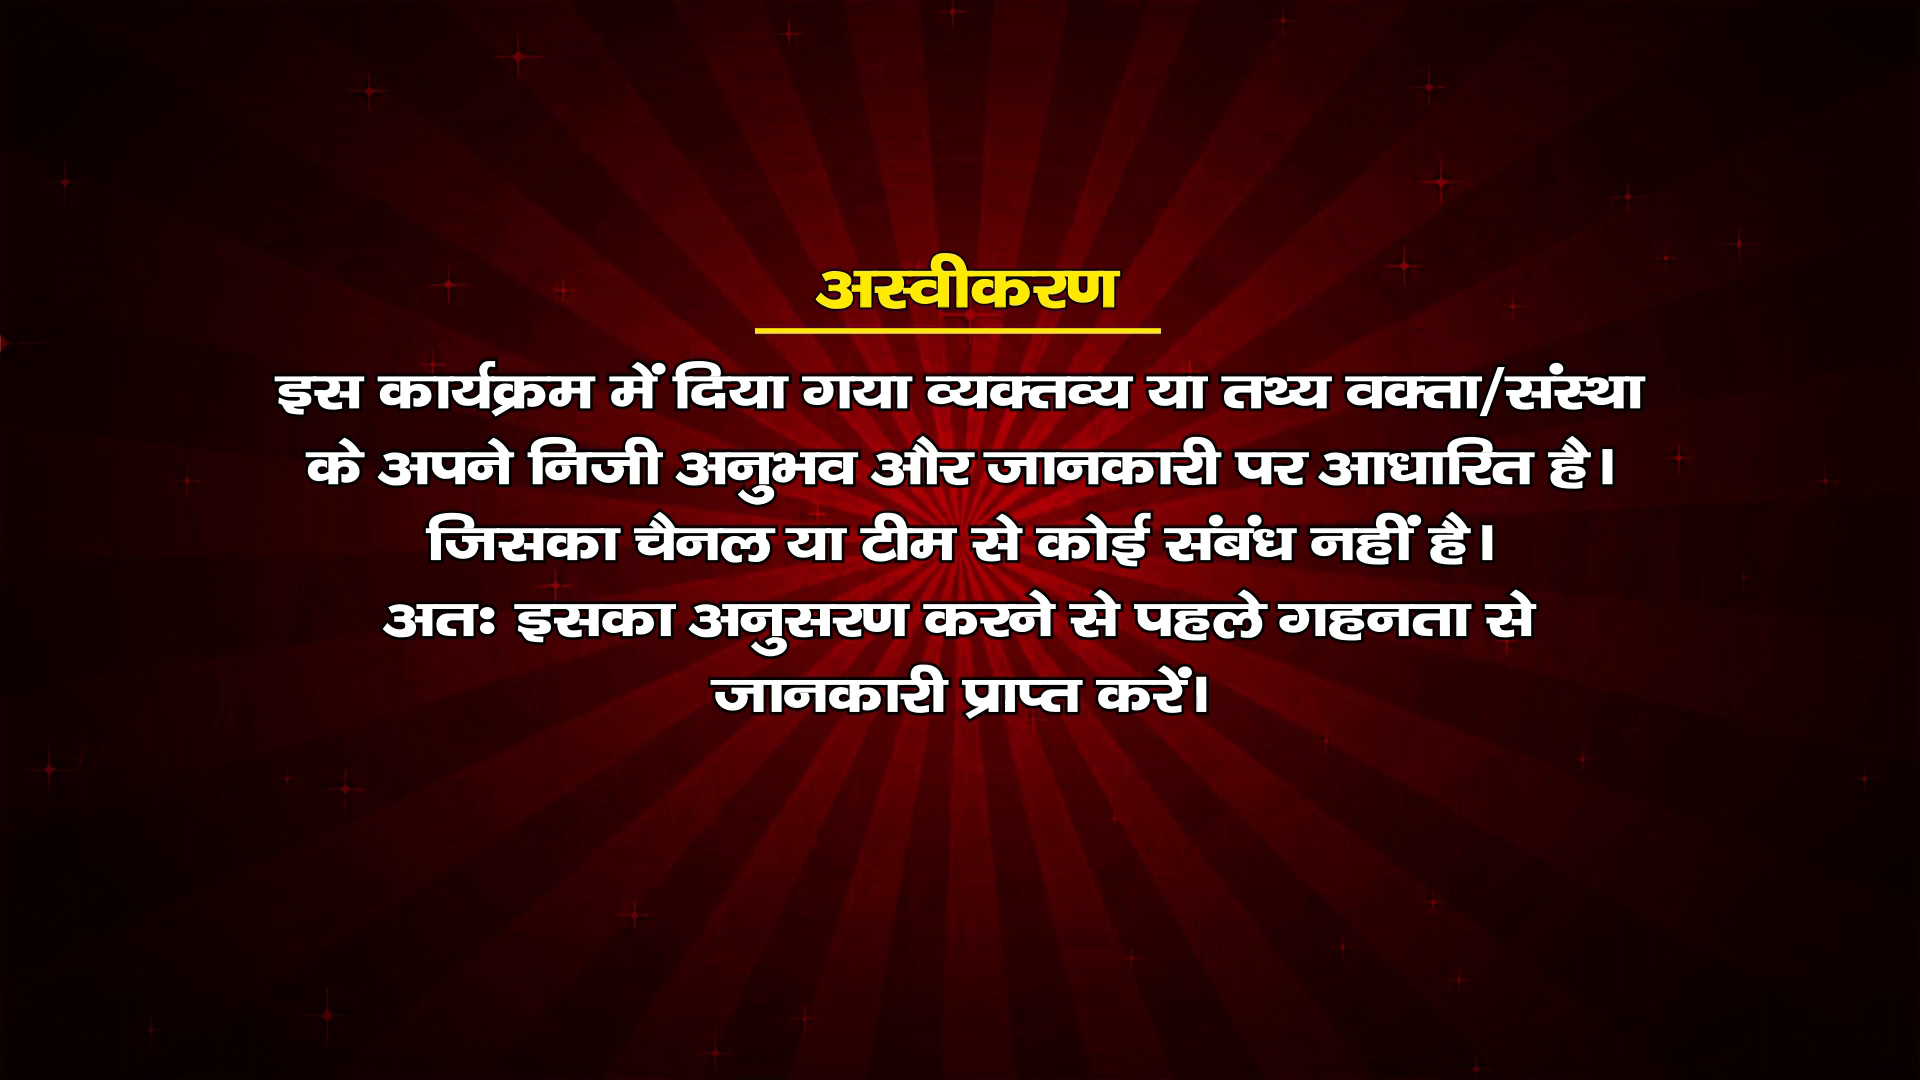 अस्वीकरण
इस कार्यक्रम में दिया गया व्यक्तव्य या तथ्य वक्ता/संस्था
के अपने निजी अनुभव और जानकारी पर आधारित है।
जिसका चैनल या टीम से कोई संबंध नहीं है।
अतः इसका अनुसरण करने से पहले गहनता से
जानकारी प्राप्त करें।